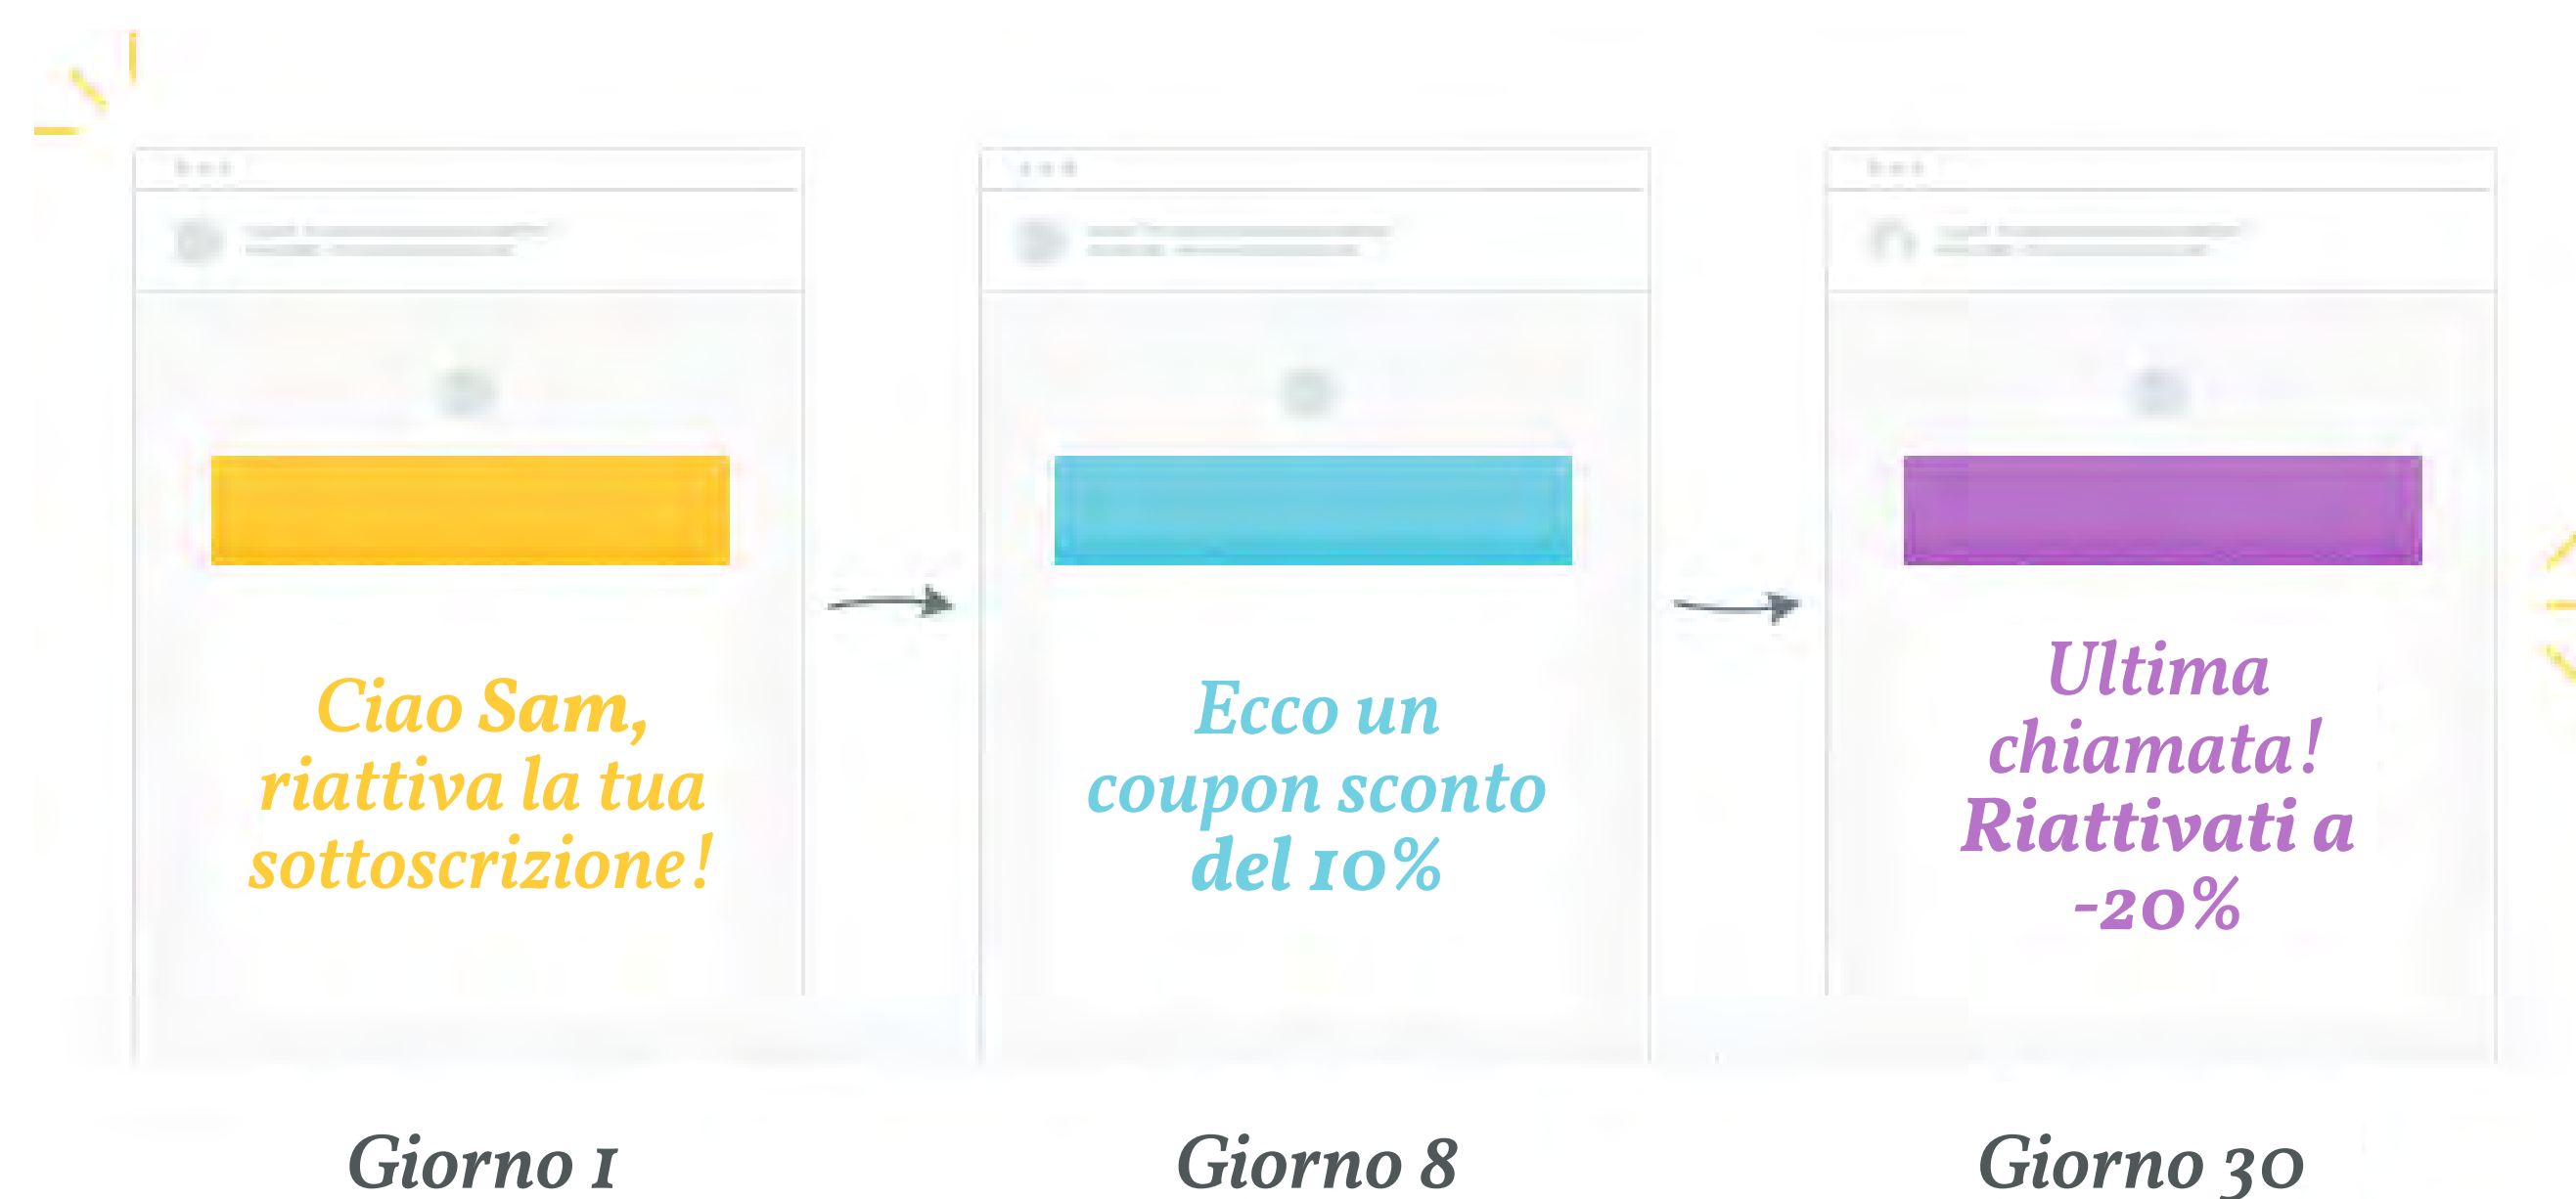 Ciao Sam,
riattiva la tua
sottoscrizione!
Ecco un
coupon sconto
del 10%
Ultima
chiamata!
Riattivati a
-20%
Giorno 1
Giorno 8
Giorno 30